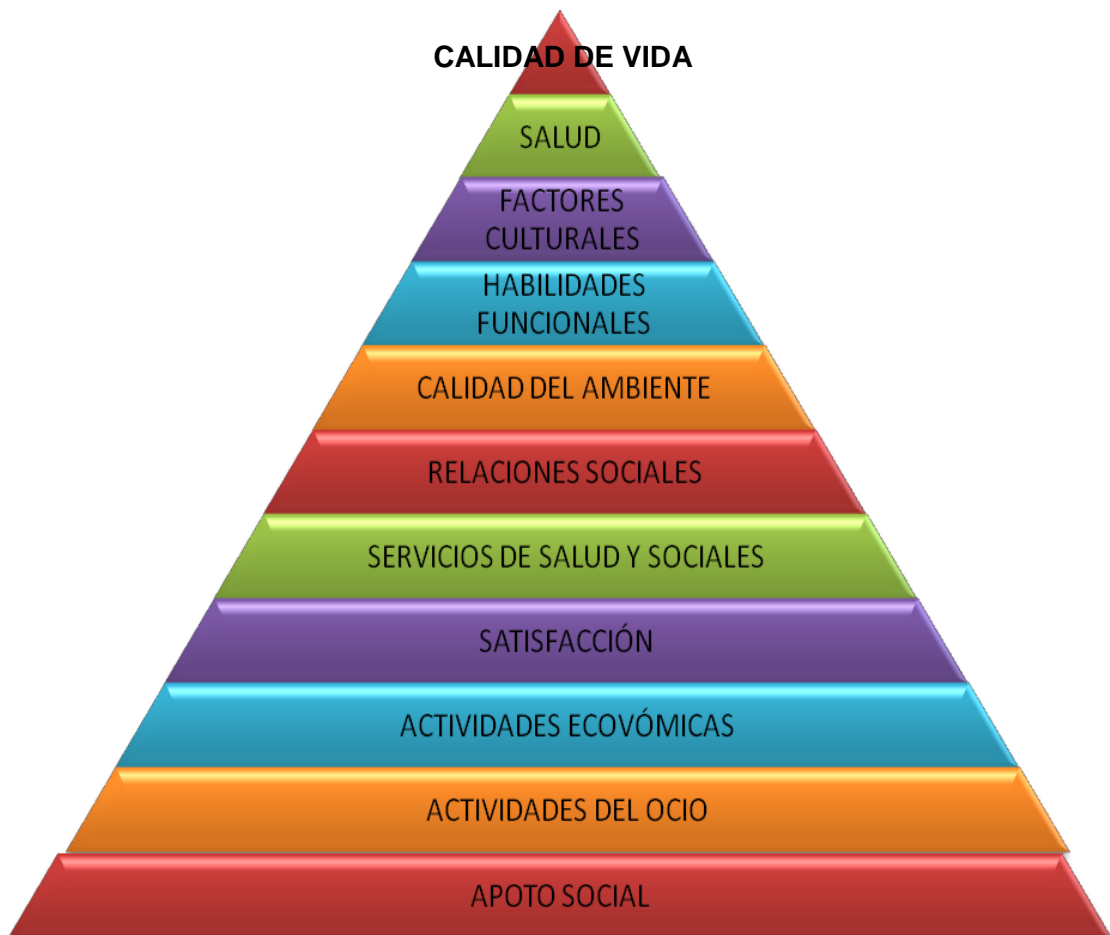 CALIDAD DE VIDA
SALUD
FACTORES
CULTURALES
HABILIDADES
FUNCIONALES
CALIDAD DEL AMBIENTE
RELACIONES SOCIALES
SERVICIOS DE SALUD Y SOCIALES
SATISFACCIÓN
ACTIVIDADES ECOVÓMICAS
ACTIVIDADES DEL OCIO
APOTO SOCIAL